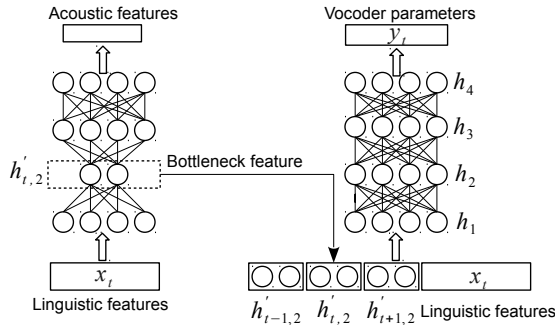 Acoustic features
Vocoder parameters
y_t
h_4
h_3
h'_{t,2}
Bottleneck feature
h_2
h_1
x_t
x_t
Linguistic features
h'_{t-1,2}
h'_{t,2}
h'_{t+1,2}
Linguistic features